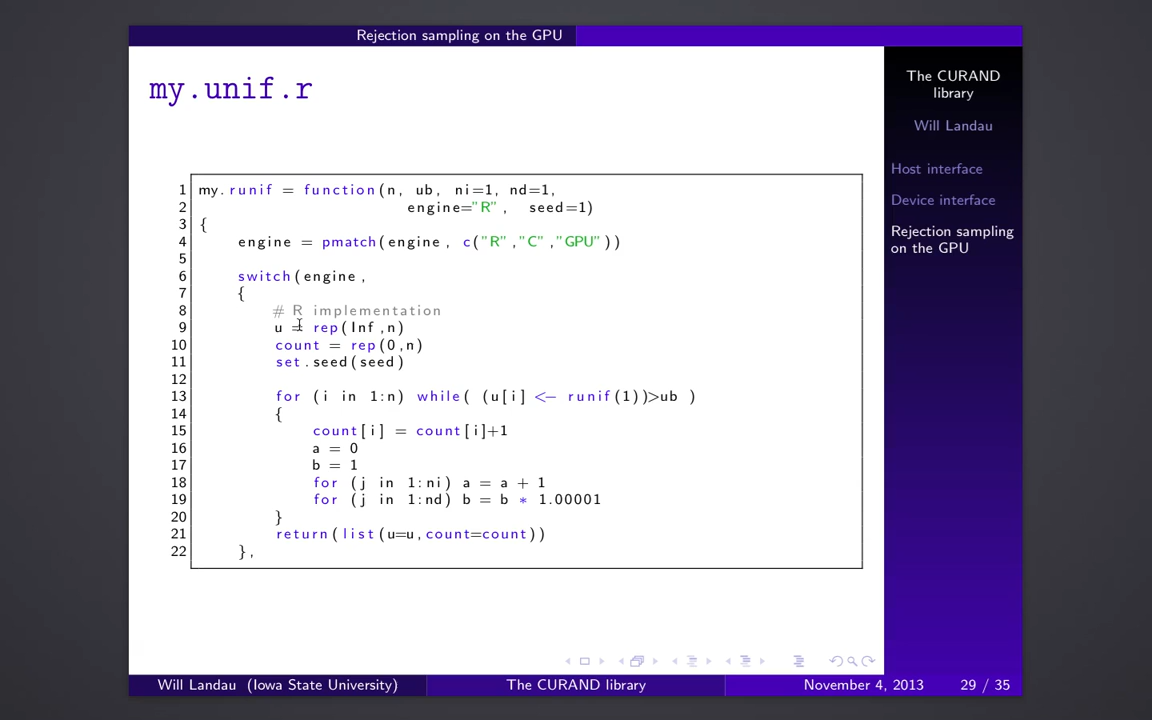 Rejection sampling on the GPU
my.unif.r
The CURAND
library
Will Landau
Host interface
Device interface
Rejection sampling
on the GPU
1 my.runif = function(n, ub, ni=1, nd=1,
2 engine="R", seed=1)
3 {
4 engine = pmatch(engine, c("R","C","GPU"))
5
6 switch(engine,
7 {
8 # R implementation
9 u = rep(Inf,n)
10 count = rep(0,n)
11 set.seed(seed)
12
13 for (i in 1:n) while( (u[i] <- runif(1))>ub )
14 {
15 count[i] = count[i]+1
16 a = 0
17 b = 1
18 for (j in 1:ni) a = a + 1
19 for (j in 1:nd) b = b * 1.00001
20 }
21 return(list(u=u,count=count))
22 },
Will Landau (Iowa State University) The CURAND library November 4, 2013 29 / 35